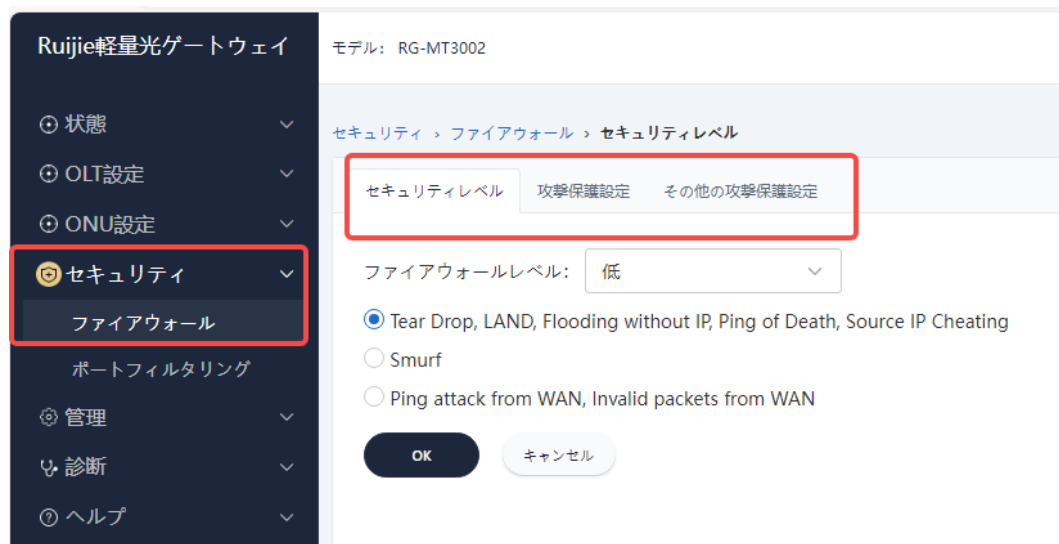 Ruijie軽量光ゲートウェイ
モデル: RG-MT3002
状態
OLT設定
ONU設定
セキュリティ
ファイアウォール
ポートフィルタリング
管理
診断
ヘルプ
セキュリティ › ファイアウォール › セキュリティレベル
セキュリティレベル 攻撃保護設定 その他の攻撃保護設定
ファイアウォールレベル: 低
Tear Drop, LAND, Flooding without IP, Ping of Death, Source IP Cheating
Smurf
Ping attack from WAN, Invalid packets from WAN
OK キャンセル